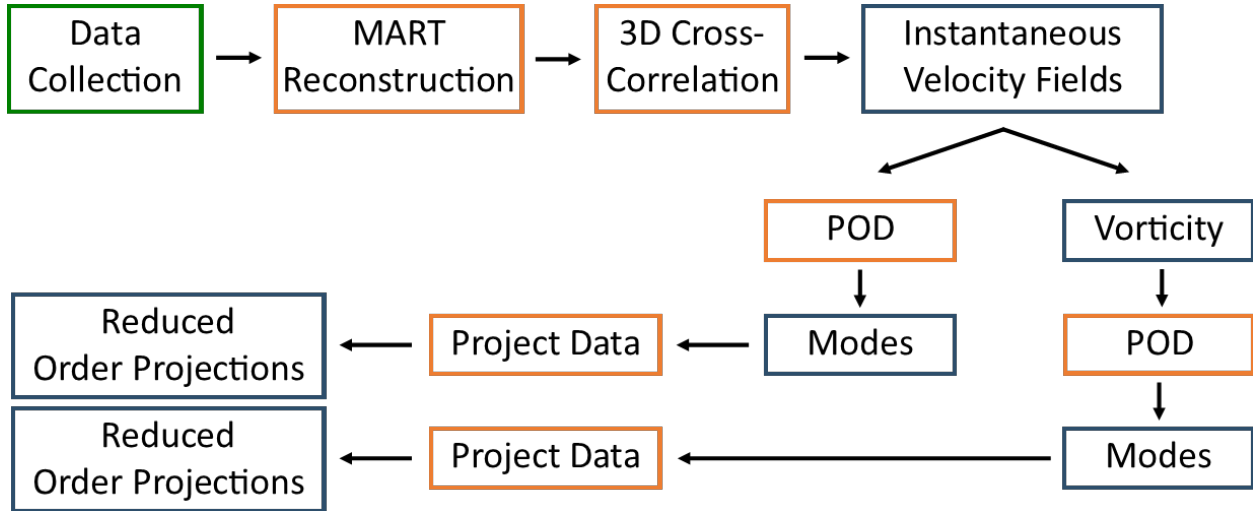 Data
Collection
MART
Reconstruction
3D Cross-
Correlation
Instantaneous
Velocity Fields
POD
Vorticity
Reduced
Order Projections
Project Data
Modes
POD
Reduced
Order Projections
Project Data
Modes